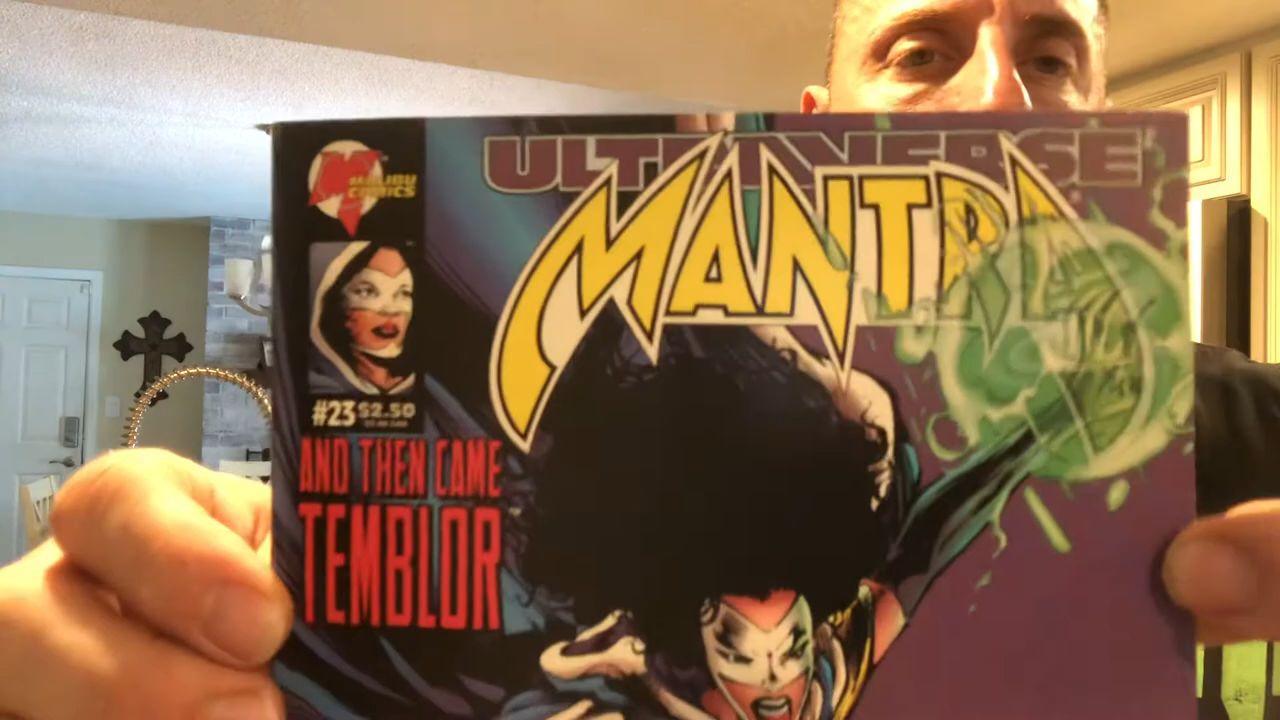 ULTRAVERSE
MALIBU
COMICS
MANTRA
#23 $2.50
AND THEN CAME
TEMBLOR